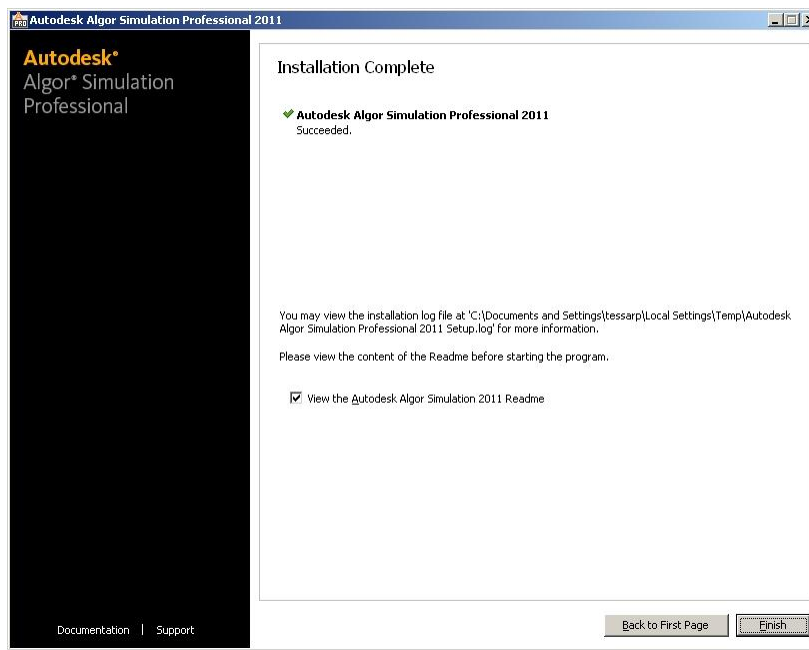 Autodesk Algor Simulation Professional 2011
Autodesk®
Algor® Simulation
Professional
Installation Complete
Autodesk Algor Simulation Professional 2011
Succeeded.
You may view the installation log file at 'C:\Documents and Settings\tessarp\Local Settings\Temp\Autodesk
Algor Simulation Professional 2011 Setup.log' for more information.
Please view the content of the Readme before starting the program.
View the Autodesk Algor Simulation 2011 Readme
Documentation | Support
Back to First Page
Finish